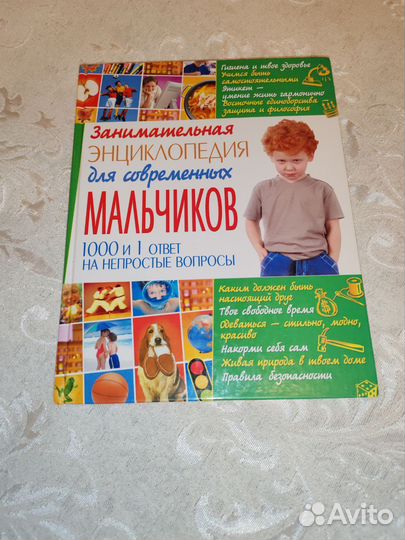 Гигиена и твое здоровье
Учимся быть
самостоятельными
Этикет —
умение жить гармонично
Восточные единоборства
защита и философия
Занимательная
ЭНЦИКЛОПЕДИЯ
для современных
МАЛЬЧИКОВ
1000 И 1 ОТВЕТ
НА НЕПРОСТЫЕ ВОПРОСЫ
Каким должен быть
настоящий друг
Твое свободное время
Одеваться — стильно, модно,
красиво
Накорми себя сам
Живая природа в твоем доме
Правила безопасности
Avito